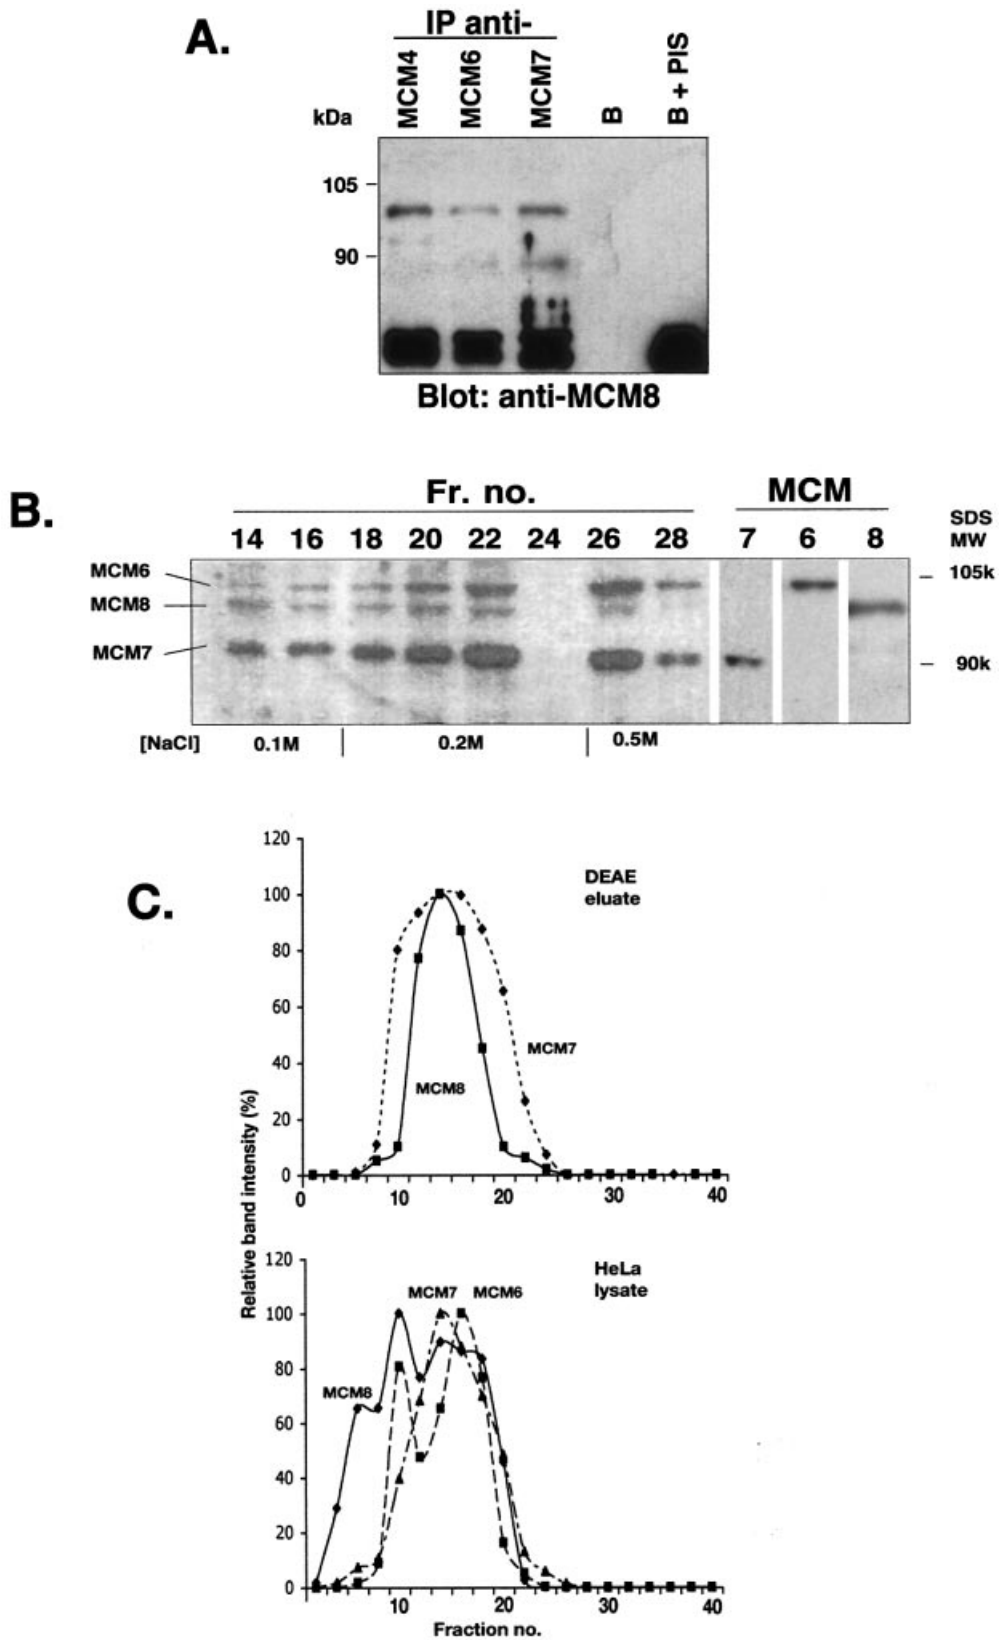 A.
IP anti-
MCM4 MCM6 MCM7 B B + PIS
kDa
105
90
Blot: anti-MCM8
B.
Fr. no. MCM
14 16 18 20 22 24 26 28 7 6 8
SDS
MW
MCM6
MCM8
MCM7
105k
90k
[NaCl] 0.1M 0.2M 0.5M
C.
DEAE
eluate
120
100
80
60
40
20
0
MCM7
MCM8
0 10 20 30 40
Relative band intensity (%)
HeLa
lysate
120
100
80
60
40
20
0
MCM7 MCM6
MCM8
10 20 30 40
Fraction no.